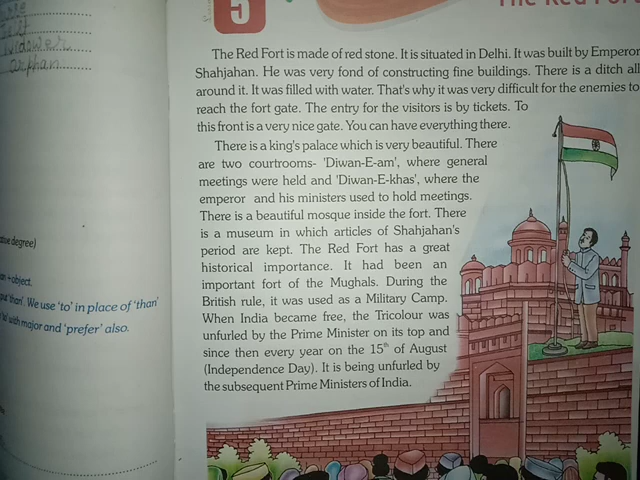 widower
orphan
ative degree)
object.
put 'than'. We use 'to' in place of 'than'
with major and 'prefer' also.
5
The Red Fort
The Red Fort is made of red stone. It is situated in Delhi. It was built by Emperor
Shahjahan. He was very fond of constructing fine buildings. There is a ditch all
around it. It was filled with water. That's why it was very difficult for the enemies to
reach the fort gate. The entry for the visitors is by tickets. To
this front is a very nice gate. You can have everything there.
There is a king's palace which is very beautiful. There
are two courtrooms- 'Diwan-E-am', where general
meetings were held and 'Diwan-E-khas', where the
emperor and his ministers used to hold meetings.
There is a beautiful mosque inside the fort. There
is a museum in which articles of Shahjahan's
period are kept. The Red Fort has a great
historical importance. It had been an
important fort of the Mughals. During the
British rule, it was used as a Military Camp.
When India became free, the Tricolour was
unfurled by the Prime Minister on its top and
since then every year on the 15th of August
(Independence Day). It is being unfurled by
the subsequent Prime Ministers of India.